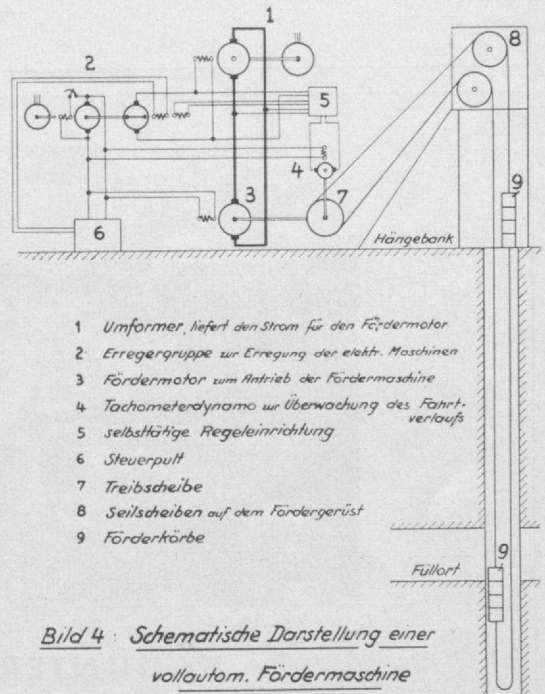 1
2
8
5
4
9
3
7
6
Hängebank
1 Umformer, liefert den Strom für den Fördermotor
2 Erregergruppe zur Erregung der elektr. Maschinen
3 Fördermotor zum Antrieb der Fördermaschine
4 Tachometerdynamo zur Überwachung des Fahrt-
verlaufs
5 selbsttätige Regeleinrichtung
6 Steuerpult
7 Treibscheibe
8 Seilscheiben auf dem Fördergerüst
9 Förderkörbe
9
Füllort
Bild 4 : Schematische Darstellung einer
vollautom. Fördermaschine